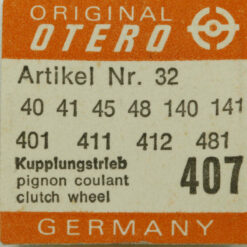 ORIGINAL
OTERO
Artikel Nr. 32
40 41 45 48 140 141
401 411 412 481
Kupplungstrieb
pignon coulant
clutch wheel
407
GERMANY